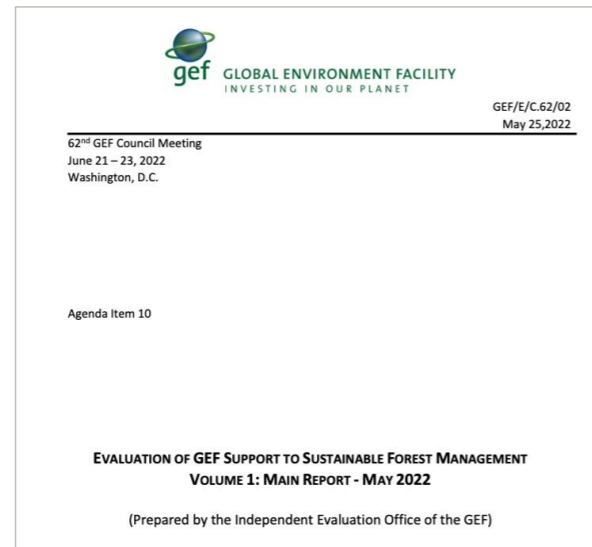 gef GLOBAL ENVIRONMENT FACILITY
INVESTING IN OUR PLANET
GEF/E/C.62/02
May 25,2022
62nd GEF Council Meeting
June 21 – 23, 2022
Washington, D.C.
Agenda Item 10
EVALUATION OF GEF SUPPORT TO SUSTAINABLE FOREST MANAGEMENT
VOLUME 1: MAIN REPORT - MAY 2022
(Prepared by the Independent Evaluation Office of the GEF)